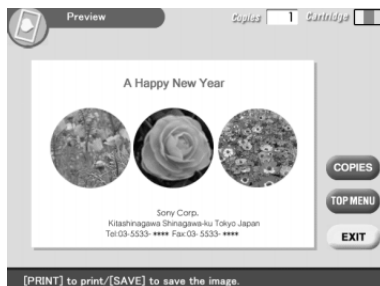 Preview
Copies 1 Cartridge
A Happy New Year
Sony Corp.
Kitashinagawa Shinagawa-ku Tokyo Japan
Tel:03-5533- **** Fax:03- 5533- ****
COPIES
TOP MENU
EXIT
[PRINT] to print/[SAVE] to save the image.